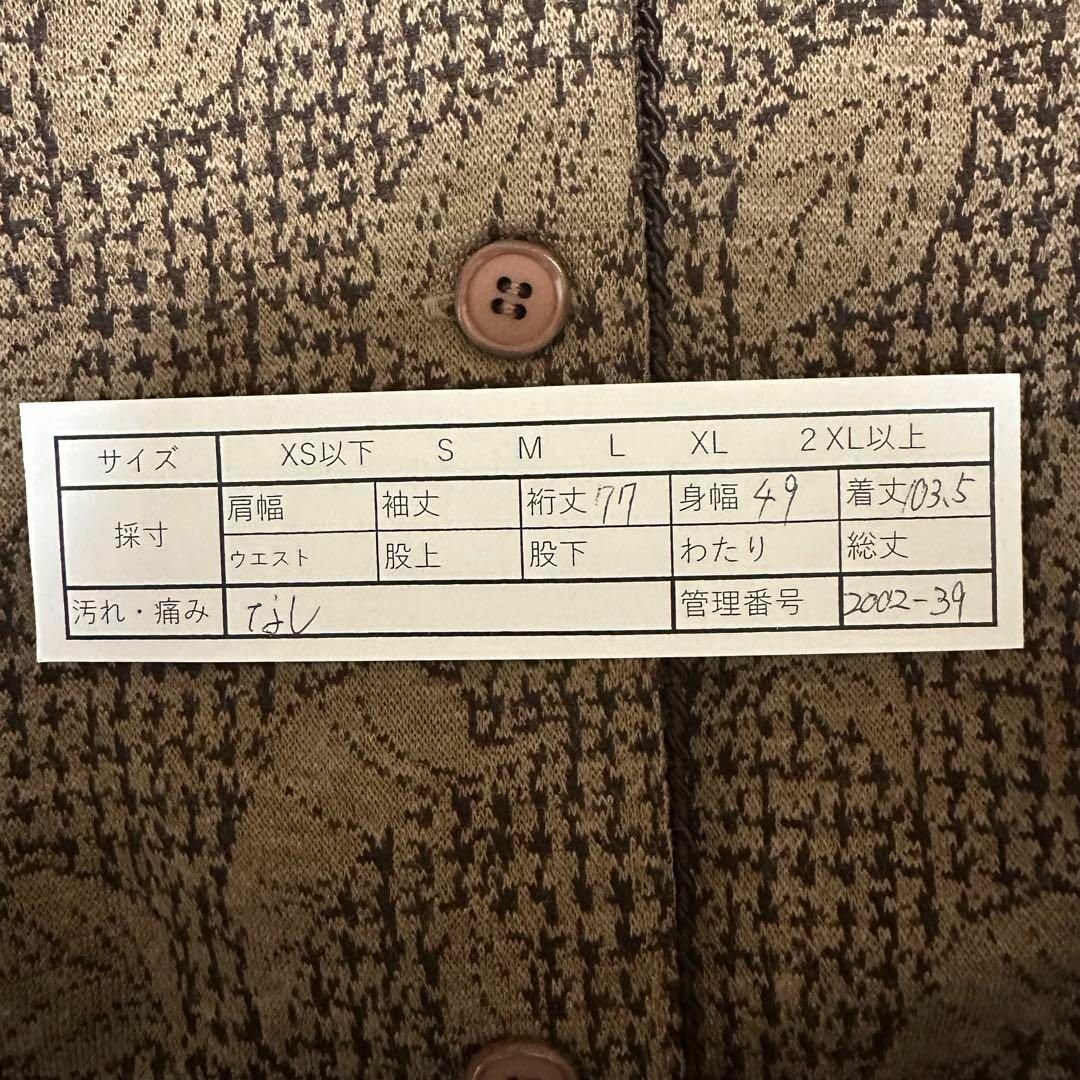 サイズ XS以下 S M L XL 2XL以上
採寸 肩幅 袖丈 裄丈 77 身幅 49 着丈 103.5
ウエスト 股上 股下 わたり 総丈
汚れ・痛み なし 管理番号 2002-39